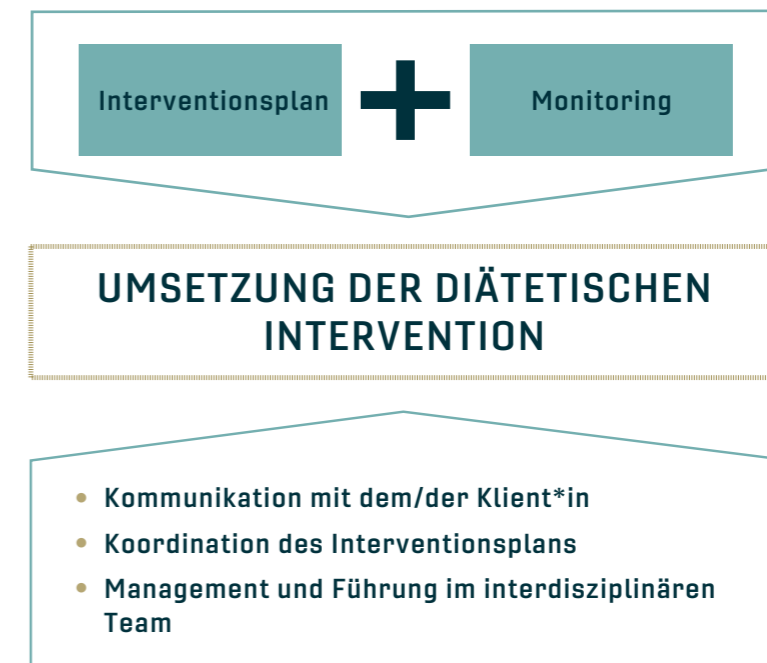 Interventionsplan + Monitoring
UMSETZUNG DER DIÄTETISCHEN
INTERVENTION
• Kommunikation mit dem/der Klient*in
• Koordination des Interventionsplans
• Management und Führung im interdisziplinären
Team